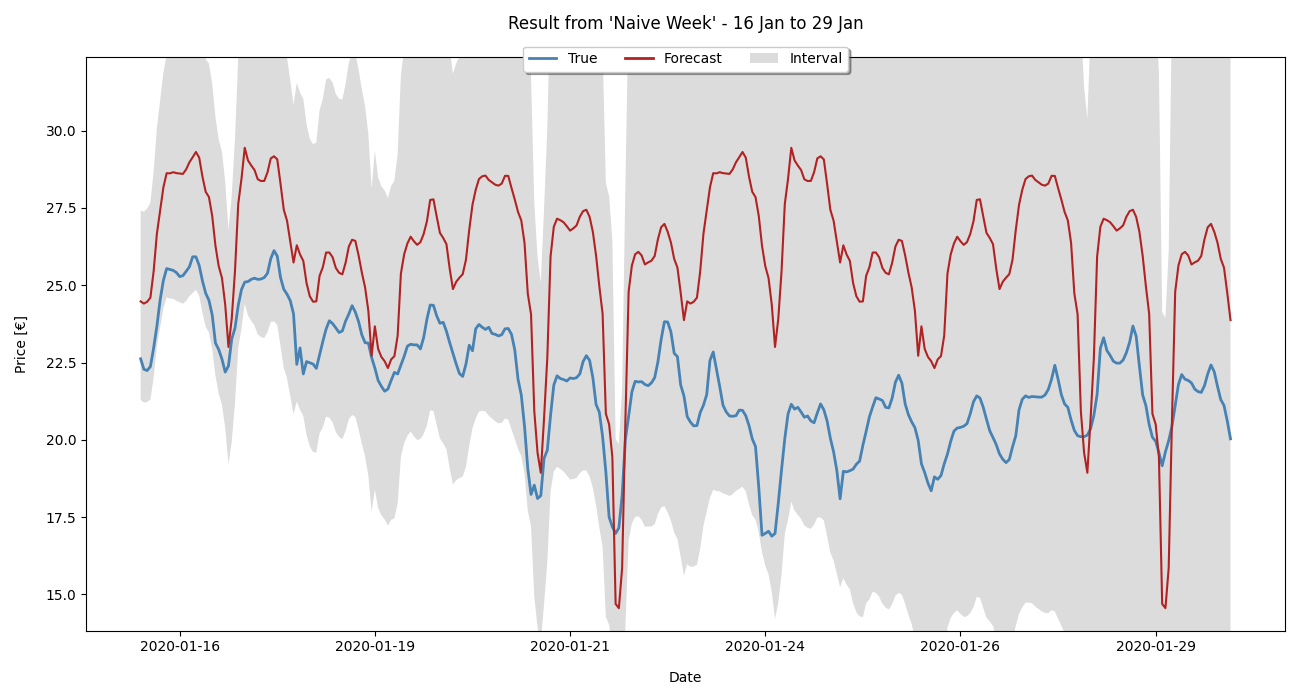 Result from 'Naive Week' - 16 Jan to 29 Jan
True Forecast Interval
30.0
27.5
25.0
22.5
20.0
17.5
15.0
Price [€]
2020-01-16 2020-01-19 2020-01-21 2020-01-24 2020-01-26 2020-01-29
Date